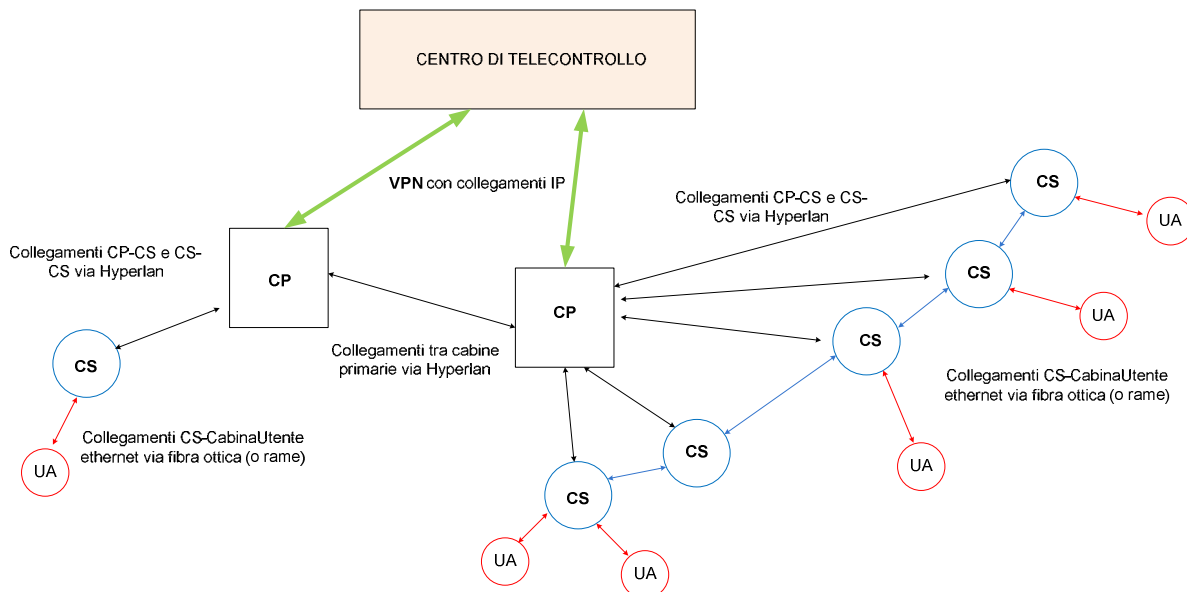 CENTRO DI TELECONTROLLO
VPN con collegamenti IP
Collegamenti CP-CS e CS-
CS via Hyperlan
CS
UA
Collegamenti CP-CS e CS-
CS via Hyperlan
CP
CP
CS
UA
CS
Collegamenti tra cabine
primarie via Hyperlan
CS
Collegamenti CS-CabinaUtente
ethernet via fibra ottica (o rame)
Collegamenti CS-CabinaUtente
ethernet via fibra ottica (o rame)
UA
CS
UA
CS
UA
UA